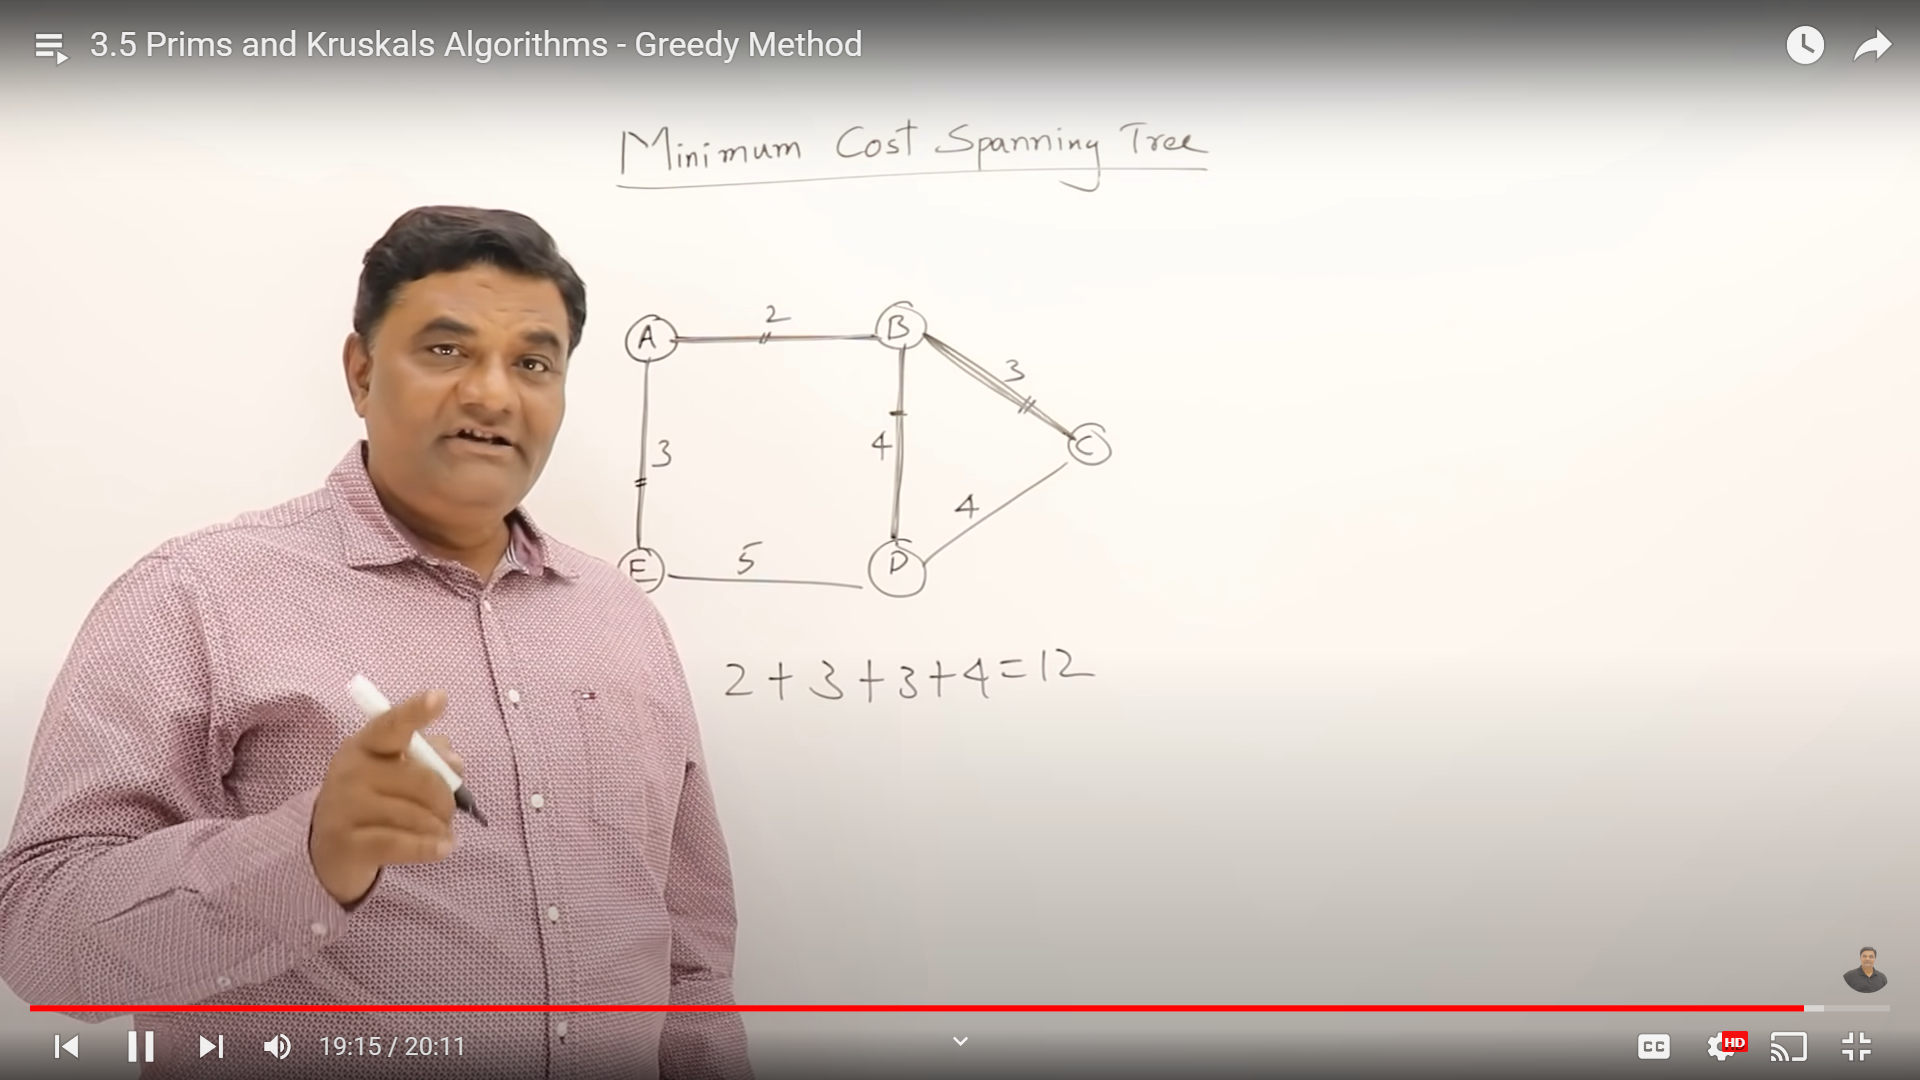 3.5 Prims and Kruskals Algorithms - Greedy Method
Minimum Cost Spanning Tree
A 2 B
3
3 4 C
4
E 5 D
2+3+3+4=12
19:15 / 20:11
CC HD